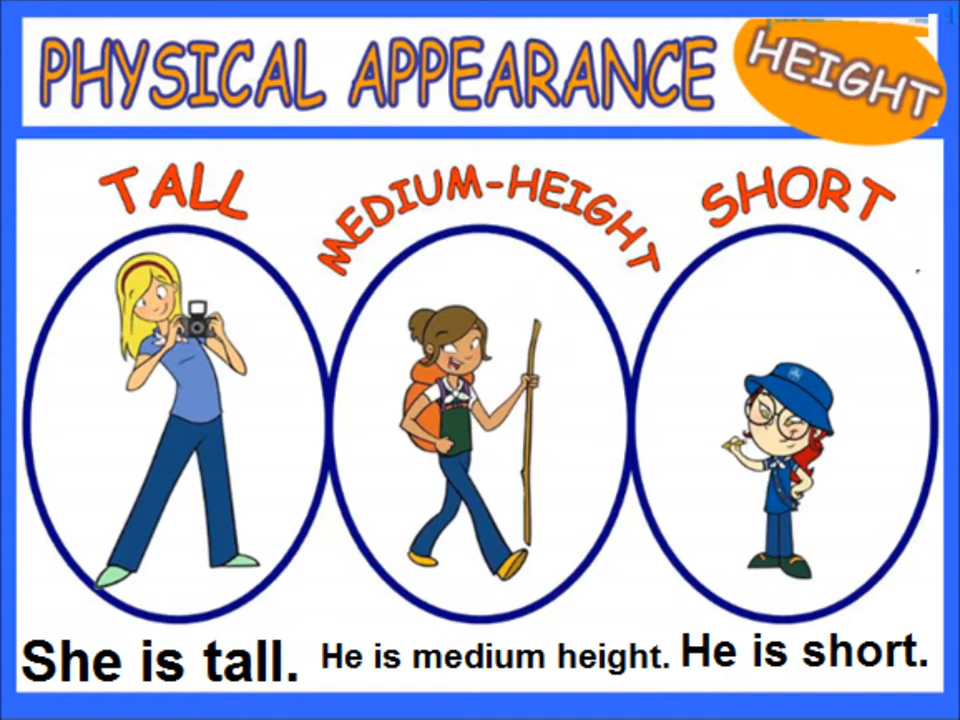 PHYSICAL APPEARANCE
HEIGHT
TALL
MEDIUM-HEIGHT
SHORT
She is tall.
He is medium height.
He is short.